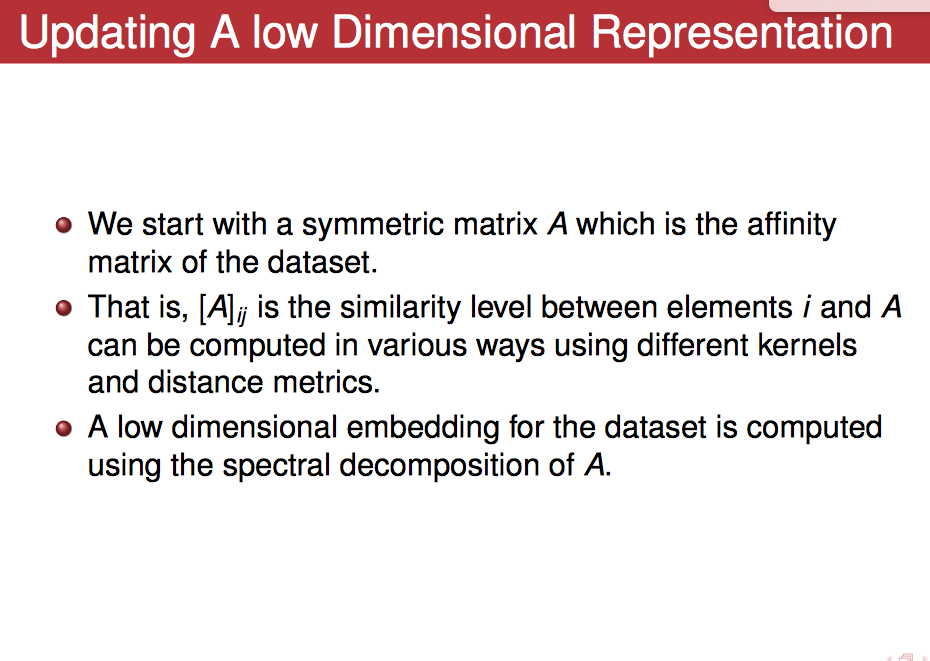 Updating A low Dimensional Representation
We start with a symmetric matrix A which is the affinity
matrix of the dataset.
That is, [A]ij is the similarity level between elements i and A
can be computed in various ways using different kernels
and distance metrics.
A low dimensional embedding for the dataset is computed
using the spectral decomposition of A.